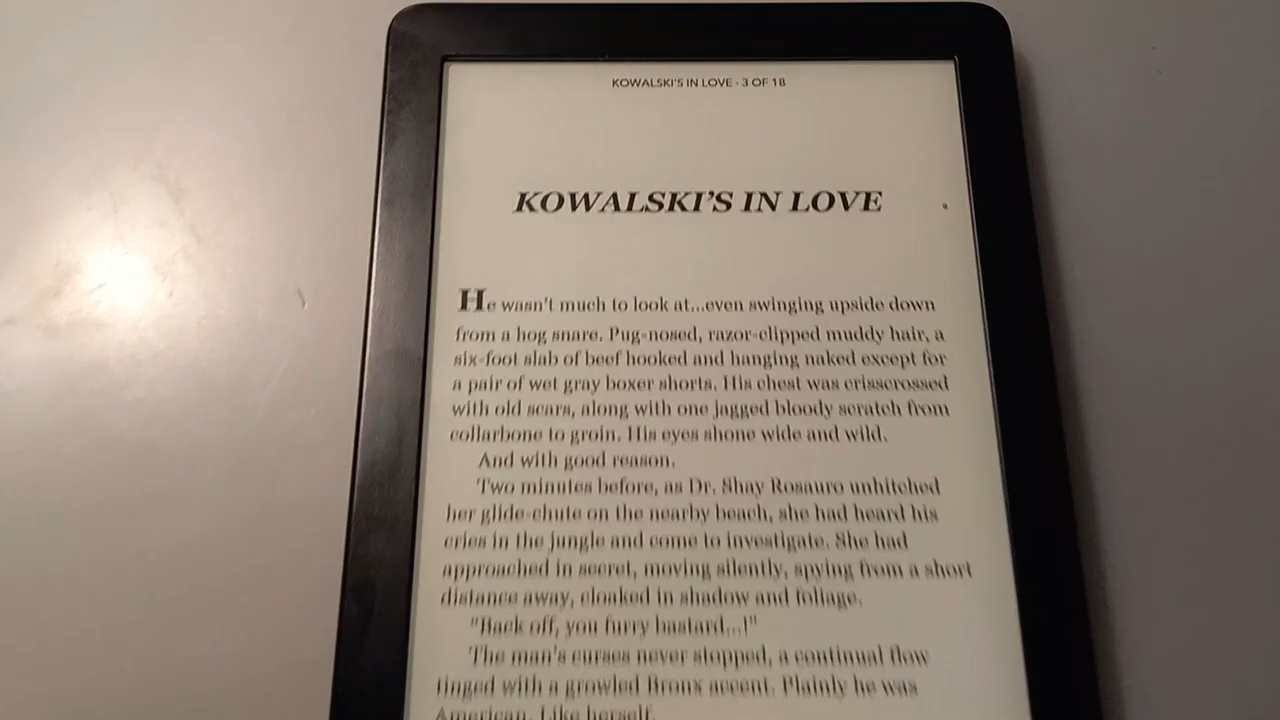 KOWALSKI'S IN LOVE · 3 OF 18
KOWALSKI'S IN LOVE
He wasn't much to look at...even swinging upside down
from a hog snare. Pug-nosed, razor-clipped muddy hair, a
six-foot slab of beef hooked and hanging naked except for
a pair of wet gray boxer shorts. His chest was crisscrossed
with old scars, along with one jagged bloody scratch from
collarbone to groin. His eyes shone wide and wild.
And with good reason.
Two minutes before, as Dr. Shay Rosauro unhitched
her glide-chute on the nearby beach, she had heard his
cries in the jungle and come to investigate. She had
approached in secret, moving silently, spying from a short
distance away, cloaked in shadow and foliage.
"Back off, you furry bastard...!"
The man's curses never stopped, a continual flow
tinged with a growled Bronx accent. Plainly he was
American. Like herself.